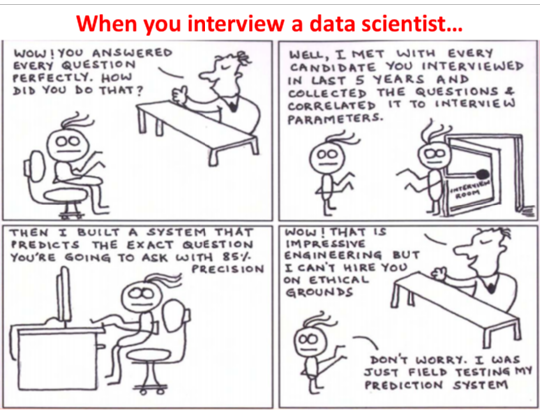 When you interview a data scientist...
WOW! YOU ANSWERED
EVERY QUESTION
PERFECTLY. HOW
DID YOU DO THAT?
WELL, I MET WITH EVERY
CANDIDATE YOU INTERVIEWED
IN LAST 5 YEARS AND
COLLECTED THE QUESTIONS &
CORRELATED IT TO INTERVIEW
PARAMETERS.
INTERVIEW
ROOM
THEN I BUILT A SYSTEM THAT
PREDICTS THE EXACT QUESTION
YOU'RE GOING TO ASK WITH 85%
PRECISION
WOW! THAT IS
IMPRESSIVE
ENGINEERING BUT
I CAN'T HIRE YOU
ON ETHICAL
GROUNDS
DON'T WORRY. I WAS
JUST FIELD TESTING MY
PREDICTION SYSTEM